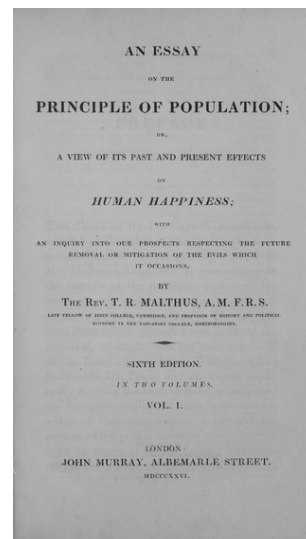 AN ESSAY
ON THE
PRINCIPLE OF POPULATION;
OR,
A VIEW OF ITS PAST AND PRESENT EFFECTS
ON
HUMAN HAPPINESS;
WITH
AN INQUIRY INTO OUR PROSPECTS RESPECTING THE FUTURE
REMOVAL OR MITIGATION OF THE EVILS WHICH
IT OCCASIONS.
BY
THE REV. T. R. MALTHUS, A. M. F. R. S.
LATE FELLOW OF JESUS COLLEGE, CAMBRIDGE, AND PROFESSOR OF HISTORY AND POLITICAL
ECONOMY IN THE COLLEGE, HERTFORDSHIRE.
SIXTH EDITION.
IN TWO VOLUMES.
VOL. I.
LONDON:
JOHN MURRAY, ALBEMARLE STREET.
MDCCCXXVI.